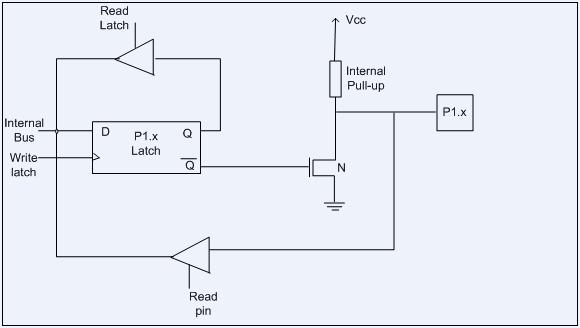 Read
Latch
Vcc
Internal
Pull-up
P1.x
Internal
Bus
D
Q
P1.x
Latch
Write
latch
Q
N
Read
pin